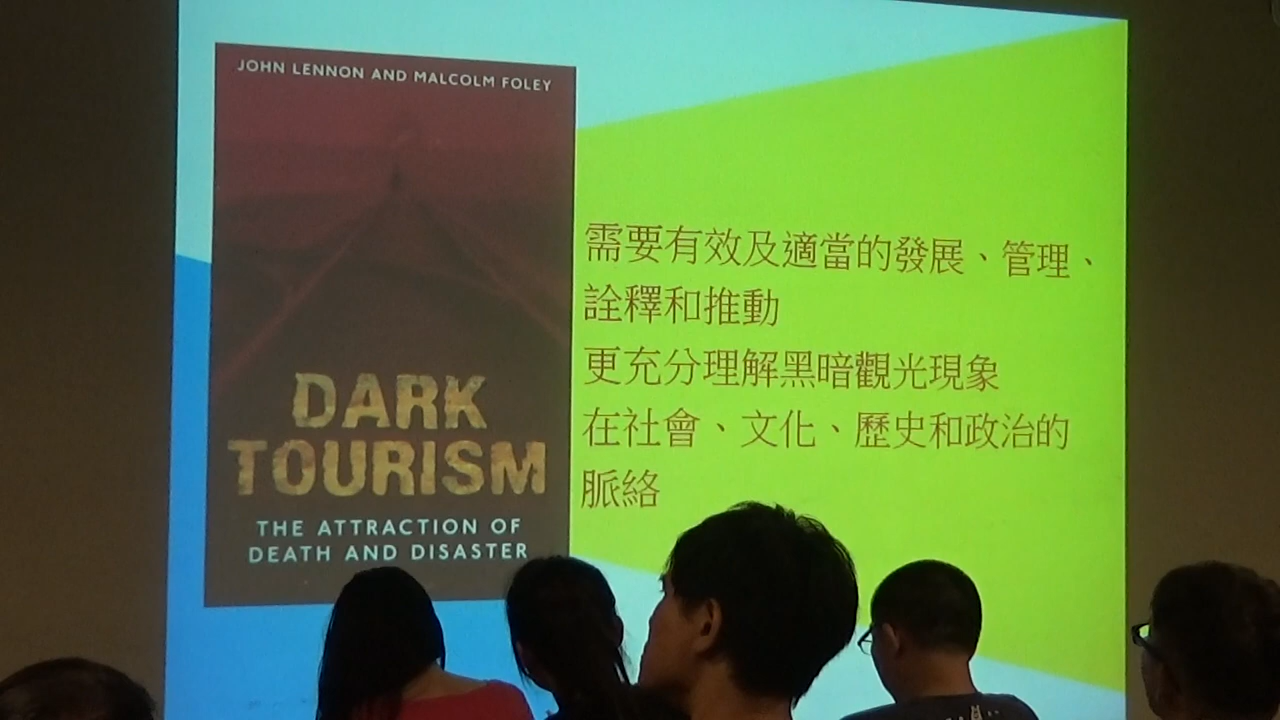 JOHN LENNON AND MALCOLM FOLEY
DARK
TOURISM
THE ATTRACTION OF
DEATH AND DISASTER
需要有效及適當的發展、管理、
詮釋和推動
更充分理解黑暗觀光現象
在社會、文化、歷史和政治的
脈絡